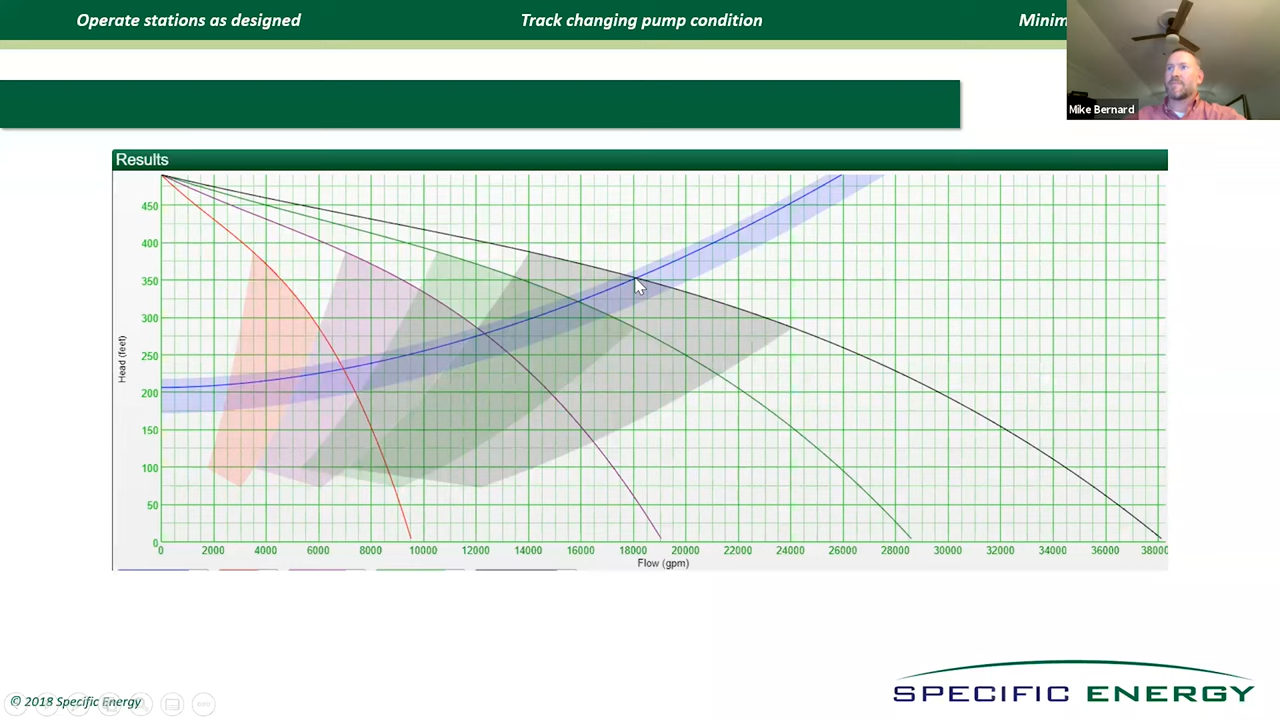 Operate stations as designed
Track changing pump condition
Minim
Mike Bernard
Results
Head (feet)
450
400
350
300
250
200
150
100
50
0
0 2000 4000 6000 8000 10000 12000 14000 16000 18000 20000 22000 24000 26000 28000 30000 32000 34000 36000 38000
Flow (gpm)
© 2018 Specific Energy
SPECIFIC ENERGY